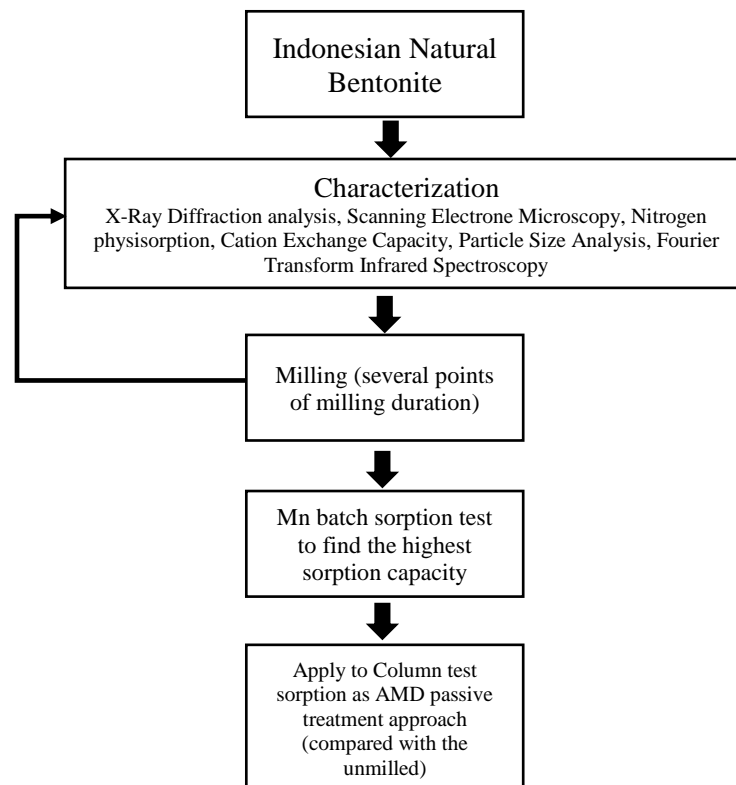 Indonesian Natural
Bentonite
Characterization
X-Ray Diffraction analysis, Scanning Electrone Microscopy, Nitrogen
physisorption, Cation Exchange Capacity, Particle Size Analysis, Fourier
Transform Infrared Spectroscopy
Milling (several points
of milling duration)
Mn batch sorption test
to find the highest
sorption capacity
Apply to Column test
sorption as AMD passive
treatment approach
(compared with the
unmilled)